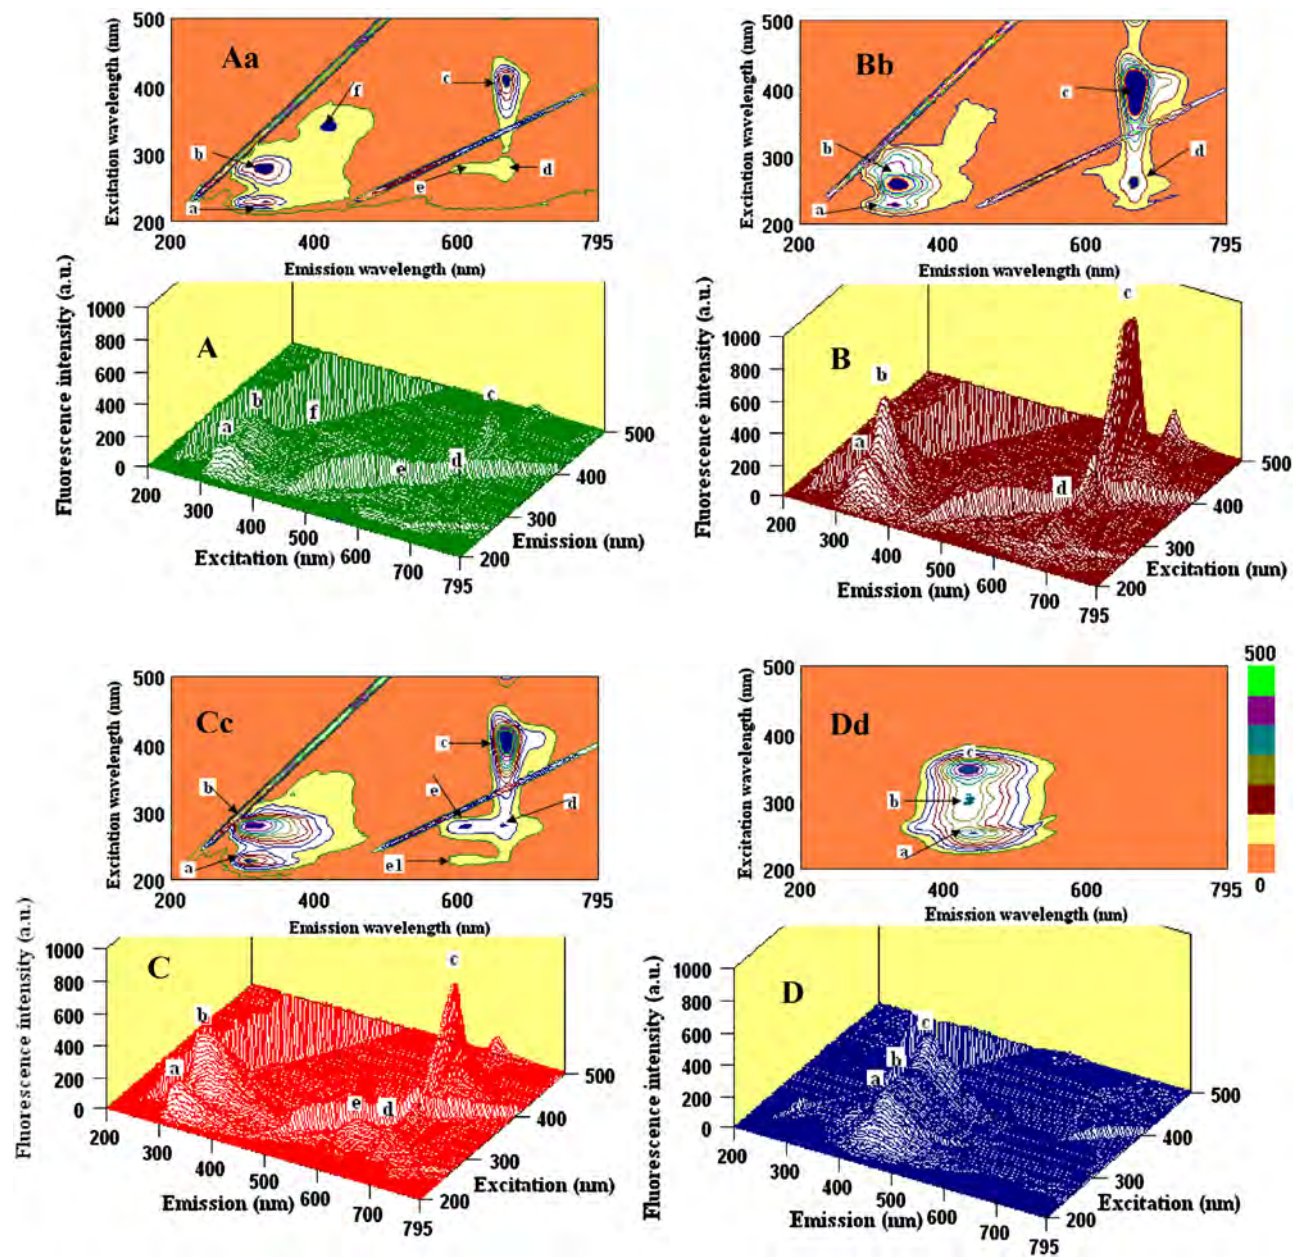 Excitation wavelength (nm)
500
400
300
200
Aa
f
c
b
a
e
d
200 400 600 795
Emission wavelength (nm)
Excitation wavelength (nm)
500
400
300
200
Bb
c
b
a
d
200 400 600 795
Emission wavelength (nm)
Fluorescence intensity (a.u.)
1000
800
600
400
200
0
A
a
b
f
c
e
d
200
300
400
500
600
700
795
Excitation (nm)
200
300
400
500
Emission (nm)
Fluorescence intensity (a.u.)
1000
800
600
400
200
0
B
a
b
c
d
200
300
400
500
600
700
795
Emission (nm)
200
300
400
500
Excitation (nm)
Excitation wavelength (nm)
500
400
300
200
Cc
c
b
a
e
d
e1
200 400 600 795
Emission wavelength (nm)
Excitation wavelength (nm)
500
400
300
200
Dd
c
b
a
200 400 600 795
Emission wavelength (nm)
500
0
Fluorescence intensity (a.u.)
1000
800
600
400
200
0
C
a
b
c
e
d
200
300
400
500
600
700
795
Emission (nm)
200
300
400
500
Excitation (nm)
Fluorescence intensity (a.u.)
1000
800
600
400
200
0
D
a
b
c
200
300
400
500
600
700
795
Emission (nm)
200
300
400
500
Excitation (nm)